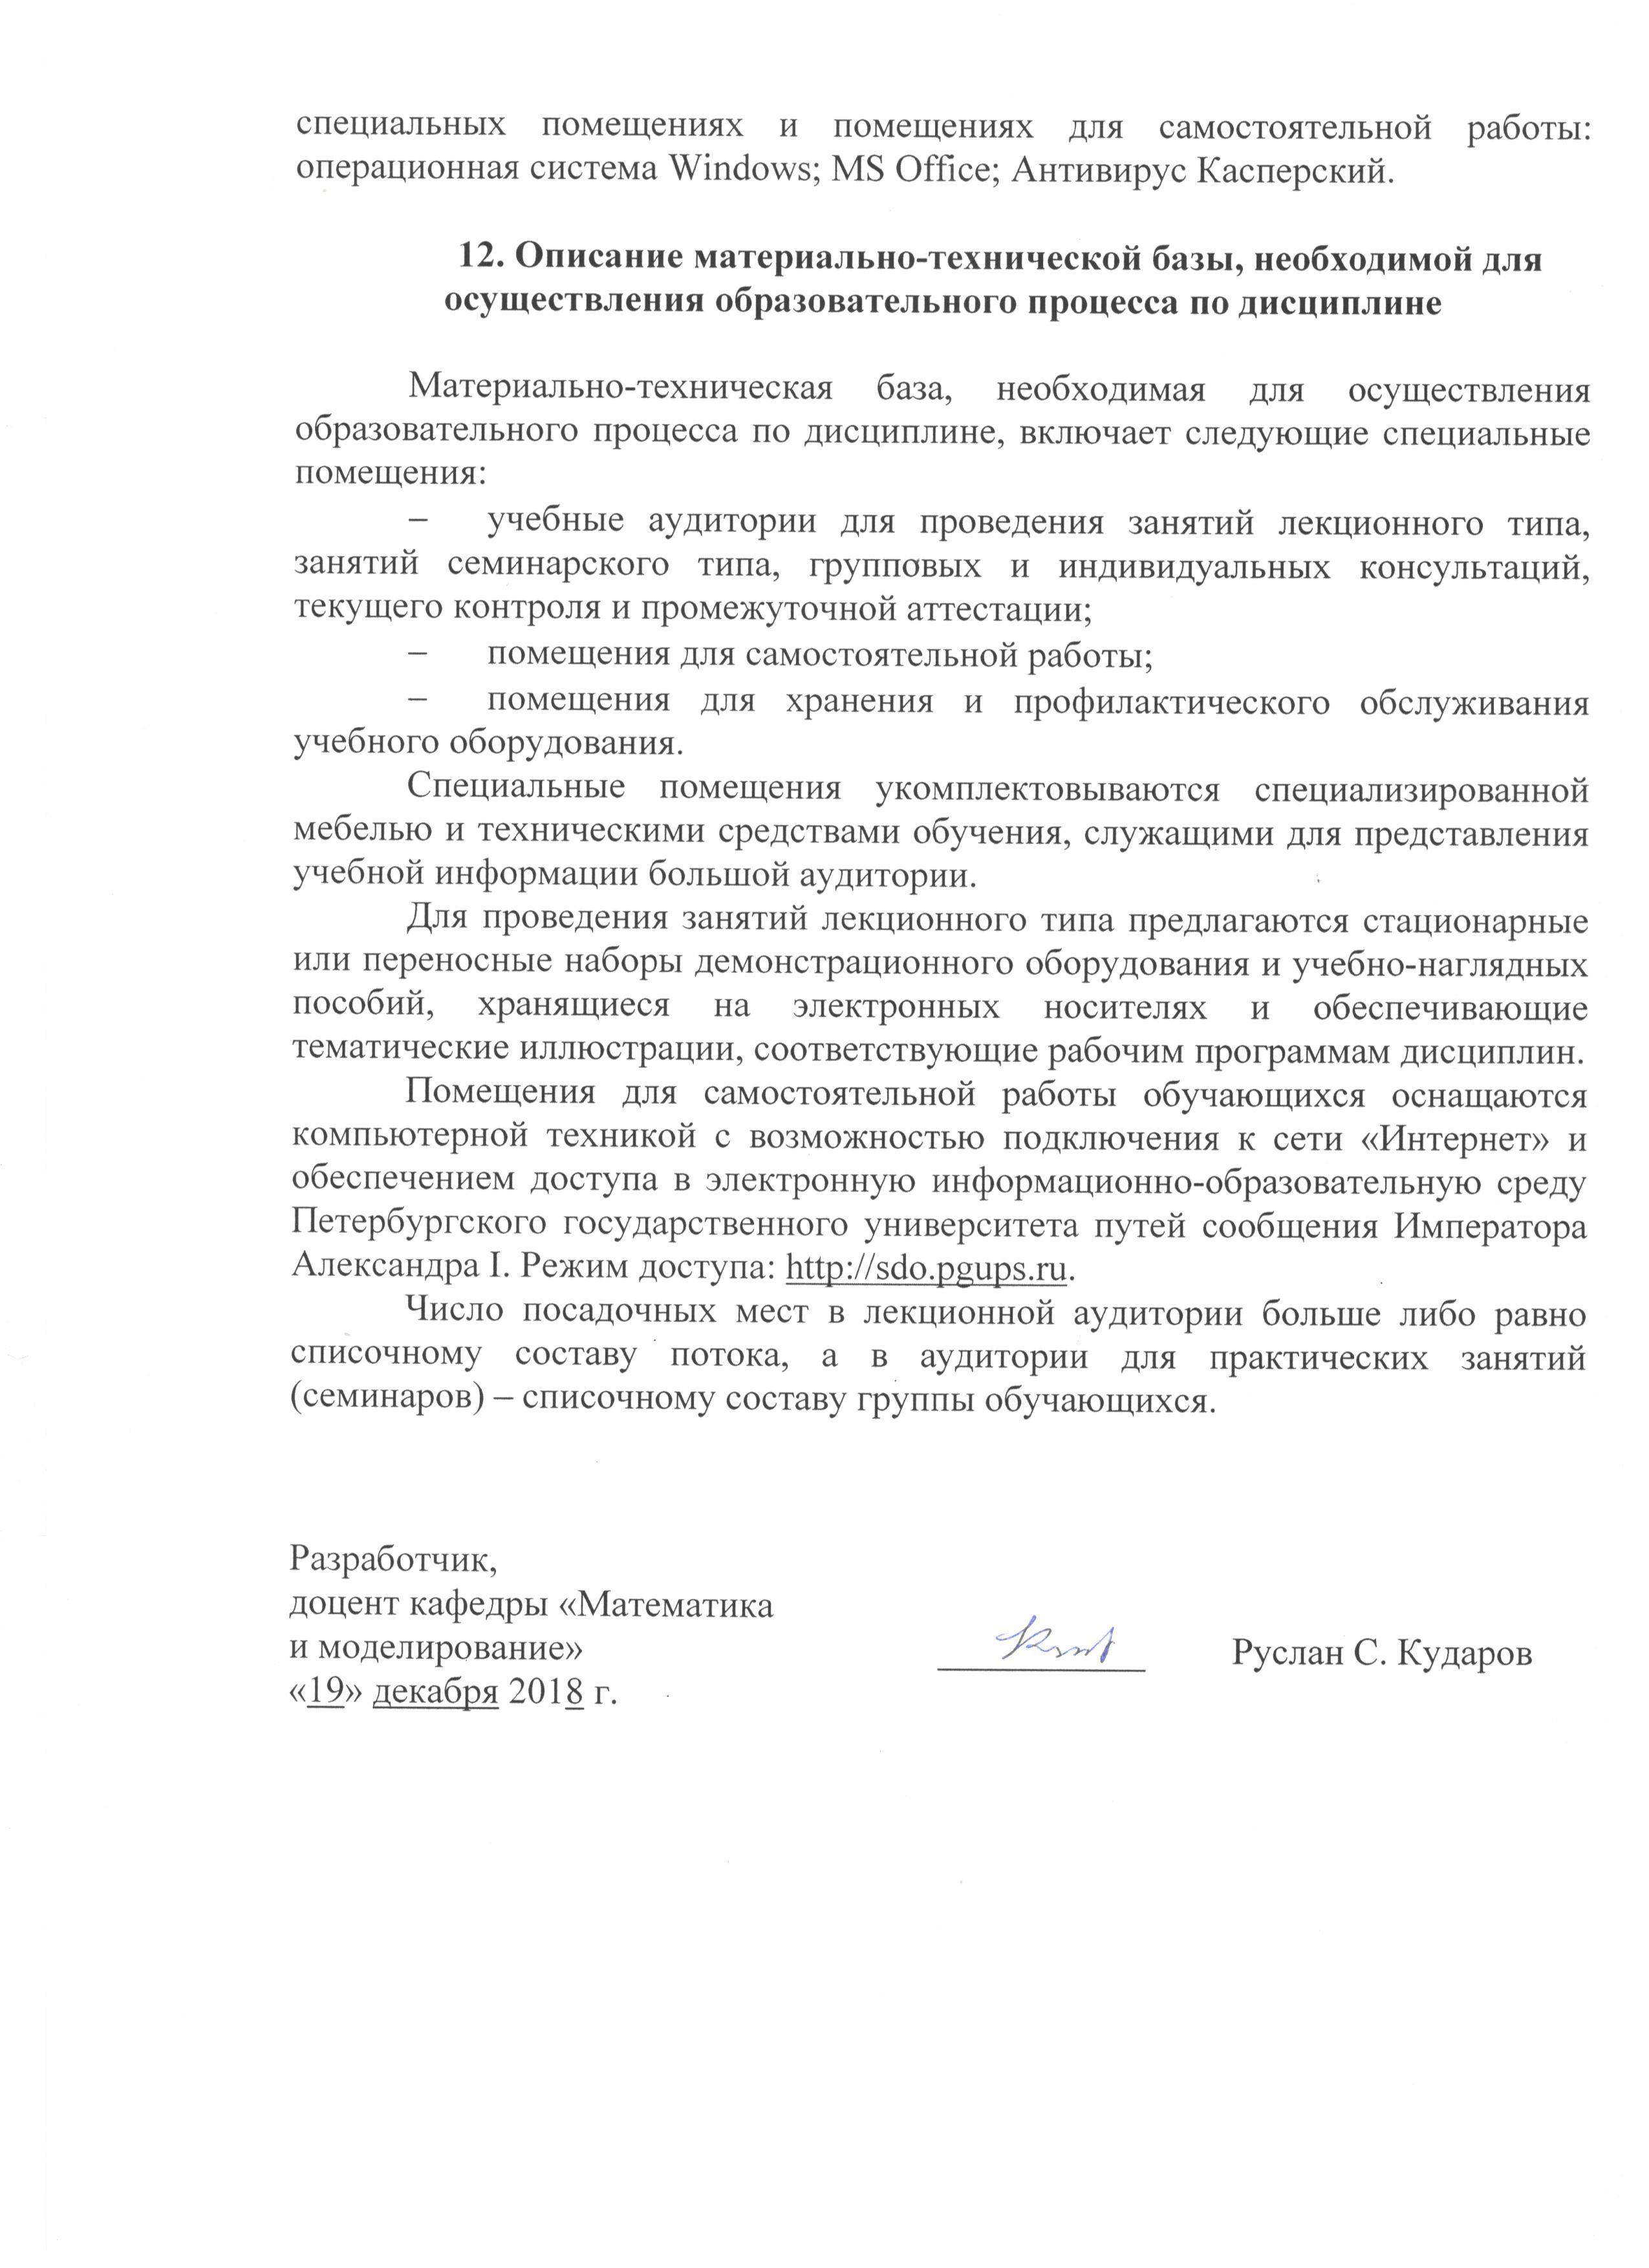 специальных помещениях и помещениях для самостоятельной работы:
операционная система Windows; MS Office; Антивирус Касперский.
12. Описание материально-технической базы, необходимой для
осуществления образовательного процесса по дисциплине
Материально-техническая база, необходимая для осуществления
образовательного процесса по дисциплине, включает следующие специальные
помещения:
– учебные аудитории для проведения занятий лекционного типа,
занятий семинарского типа, групповых и индивидуальных консультаций,
текущего контроля и промежуточной аттестации;
– помещения для самостоятельной работы;
– помещения для хранения и профилактического обслуживания
учебного оборудования.
Специальные помещения укомплектовываются специализированной
мебелью и техническими средствами обучения, служащими для представления
учебной информации большой аудитории.
Для проведения занятий лекционного типа предлагаются стационарные
или переносные наборы демонстрационного оборудования и учебно-наглядных
пособий, хранящиеся на электронных носителях и обеспечивающие
тематические иллюстрации, соответствующие рабочим программам дисциплин.
Помещения для самостоятельной работы обучающихся оснащаются
компьютерной техникой с возможностью подключения к сети «Интернет» и
обеспечением доступа в электронную информационно-образовательную среду
Петербургского государственного университета путей сообщения Императора
Александра I. Режим доступа: http://sdo.pgups.ru.
Число посадочных мест в лекционной аудитории больше либо равно
списочному составу потока, а в аудитории для практических занятий
(семинаров) – списочному составу группы обучающихся.
Разработчик,
доцент кафедры «Математика
и моделирование»
Руслан С. Кударов
«19» декабря 2018 г.